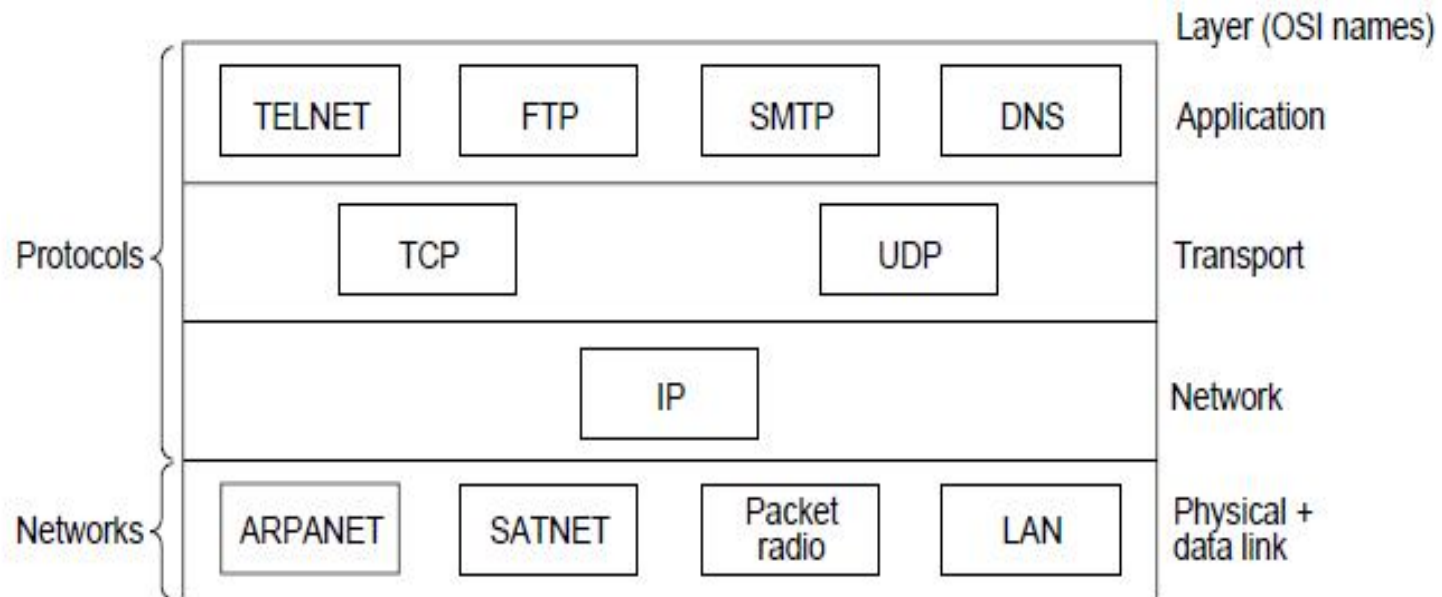 Layer (OSI names)
TELNET FTP SMTP DNS Application
Protocols TCP UDP Transport
IP Network
Networks ARPANET SATNET Packet radio LAN Physical +
data link